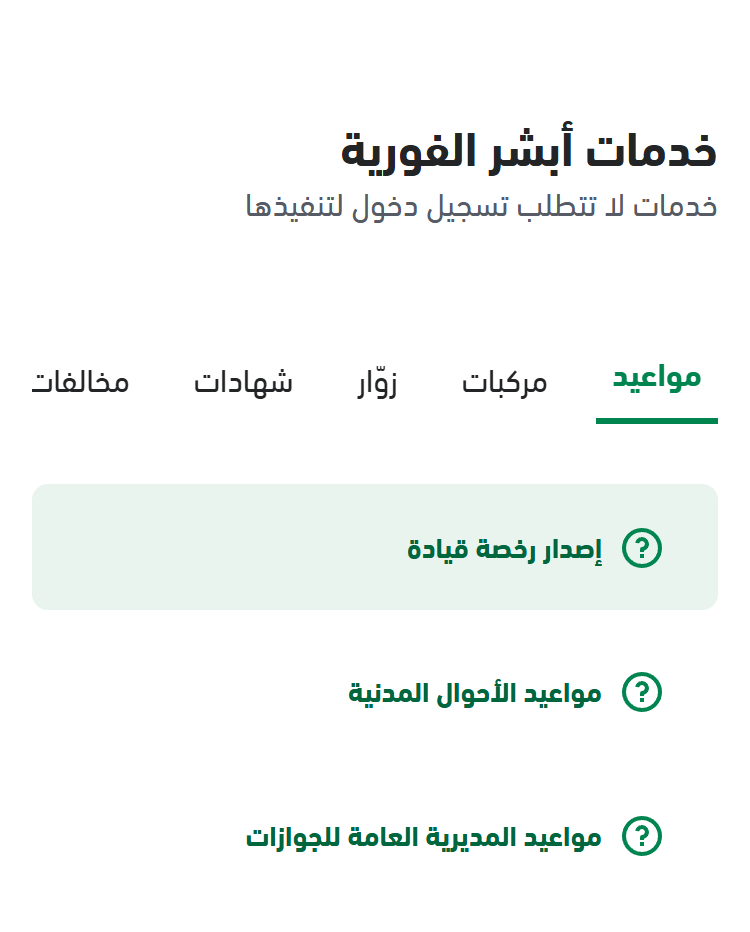 خدمات أبشر الفورية
خدمات لا تتطلب تسجيل دخول لتنفيذها
مواعيد مركبات زوّار شهادات مخالفات
إصدار رخصة قيادة
مواعيد الأحوال المدنية
مواعيد المديرية العامة للجوازات